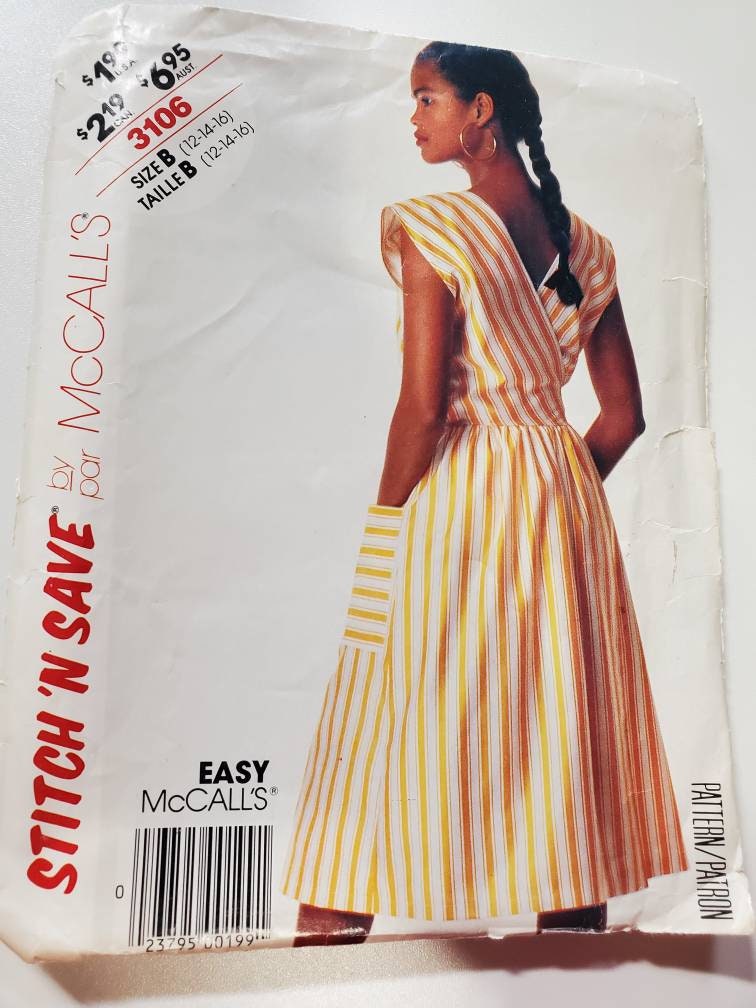 $1.99 U.S.A
$6.95 AUST
$2.19 CAN
3106
SIZE B (12-14-16)
TAILLE B (12-14-16)
STITCH 'N SAVE® by par McCALL'S®
EASY
McCALL'S®
0
23795 00199
PATTERN/PATRON